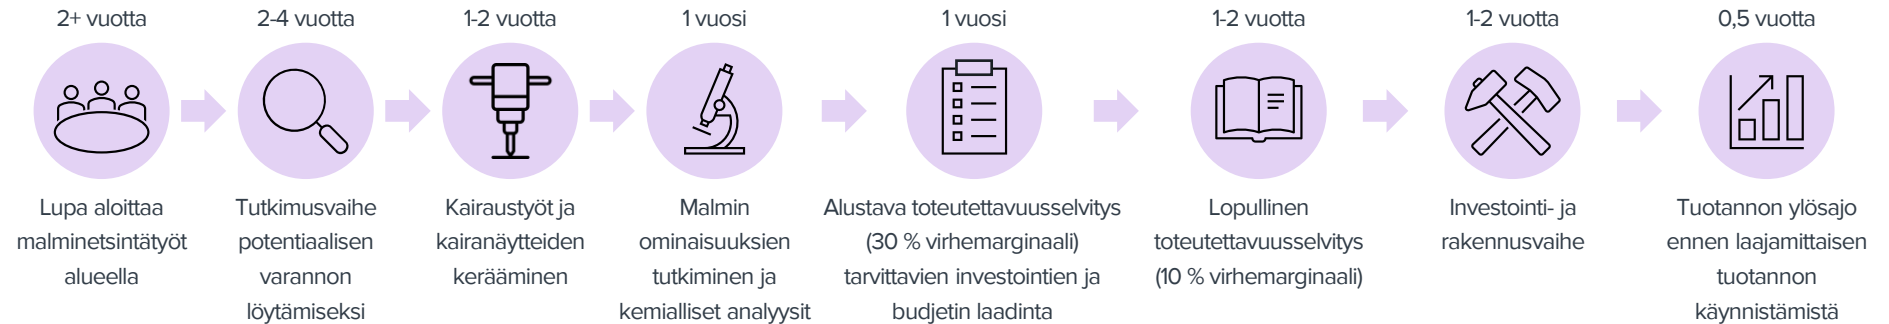 2+ vuotta
Lupa aloittaa
malminetsintätyöt
alueella
2-4 vuotta
Tutkimusvaihe
potentiaalisen
varannon
löytämiseksi
1-2 vuotta
Kairaustyöt ja
kairanäytteiden
kerääminen
1 vuosi
Malmin
ominaisuuksien
tutkiminen ja
kemialliset analyysit
1 vuosi
Alustava toteutettavuusselvitys
(30 % virhemarginaali)
tarvittavien investointien ja
budjetin laadinta
1-2 vuotta
Lopullinen
toteutettavuusselvitys
(10 % virhemarginaali)
1-2 vuotta
Investointi- ja
rakennusvaihe
0,5 vuotta
Tuotannon ylösajo
ennen laajamittaisen
tuotannon
käynnistämistä